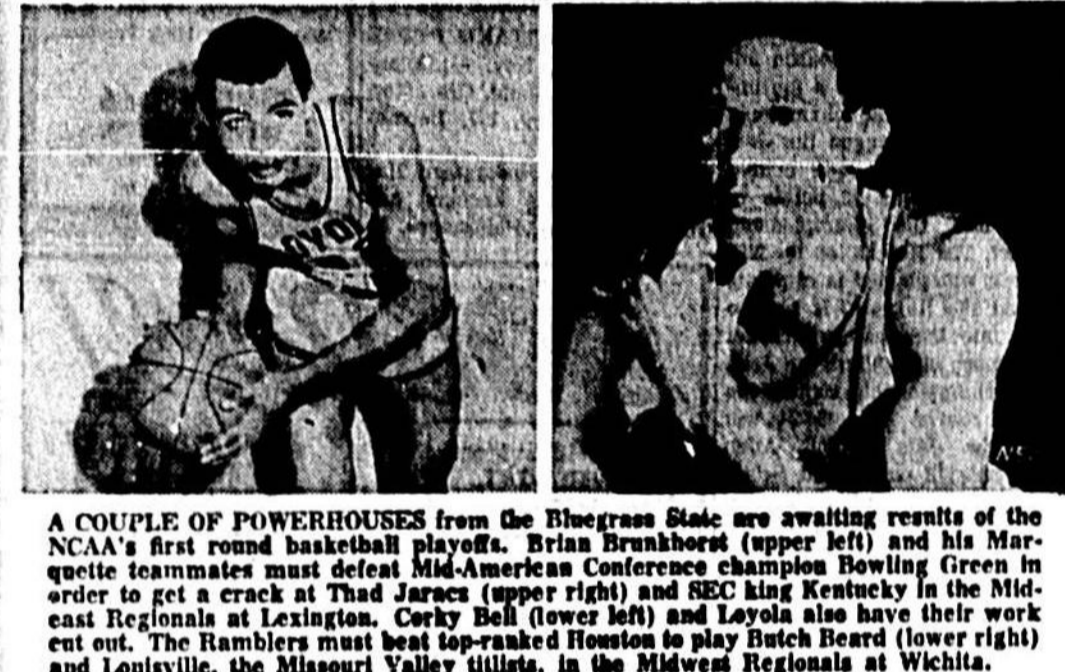 OYO
A COUPLE OF POWERHOUSES from the Bluegrass State are awaiting results of the
NCAA's first round basketball playoffs. Brian Brunkhorst (upper left) and his Mar-
quette teammates must defeat Mid-American Conference champion Bowling Green in
order to get a crack at Thad Jaracz (upper right) and SEC king Kentucky in the Mid-
east Regionals at Lexington. Corky Bell (lower left) and Loyola also have their work
cut out. The Ramblers must beat top-ranked Houston to play Butch Beard (lower right)
and Louisville, the Missouri Valley titlists, in the Midwest Regionals at Wichita.